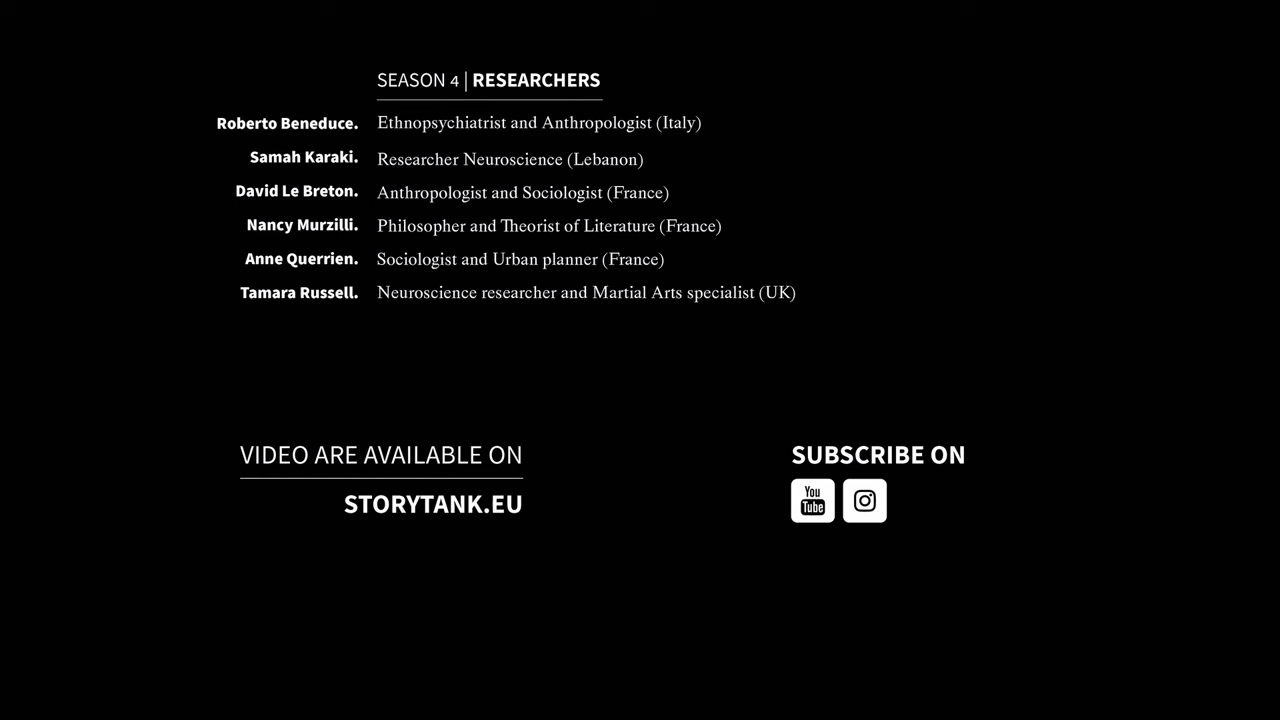 SEASON 4 | RESEARCHERS
Roberto Beneduce. Ethnopsychiatrist and Anthropologist (Italy)
Samah Karaki. Researcher Neuroscience (Lebanon)
David Le Breton. Anthropologist and Sociologist (France)
Nancy Murzilli. Philosopher and Theorist of Literature (France)
Anne Querrien. Sociologist and Urban planner (France)
Tamara Russell. Neuroscience researcher and Martial Arts specialist (UK)
VIDEO ARE AVAILABLE ON
STORYTANK.EU
SUBSCRIBE ON
You
Tube